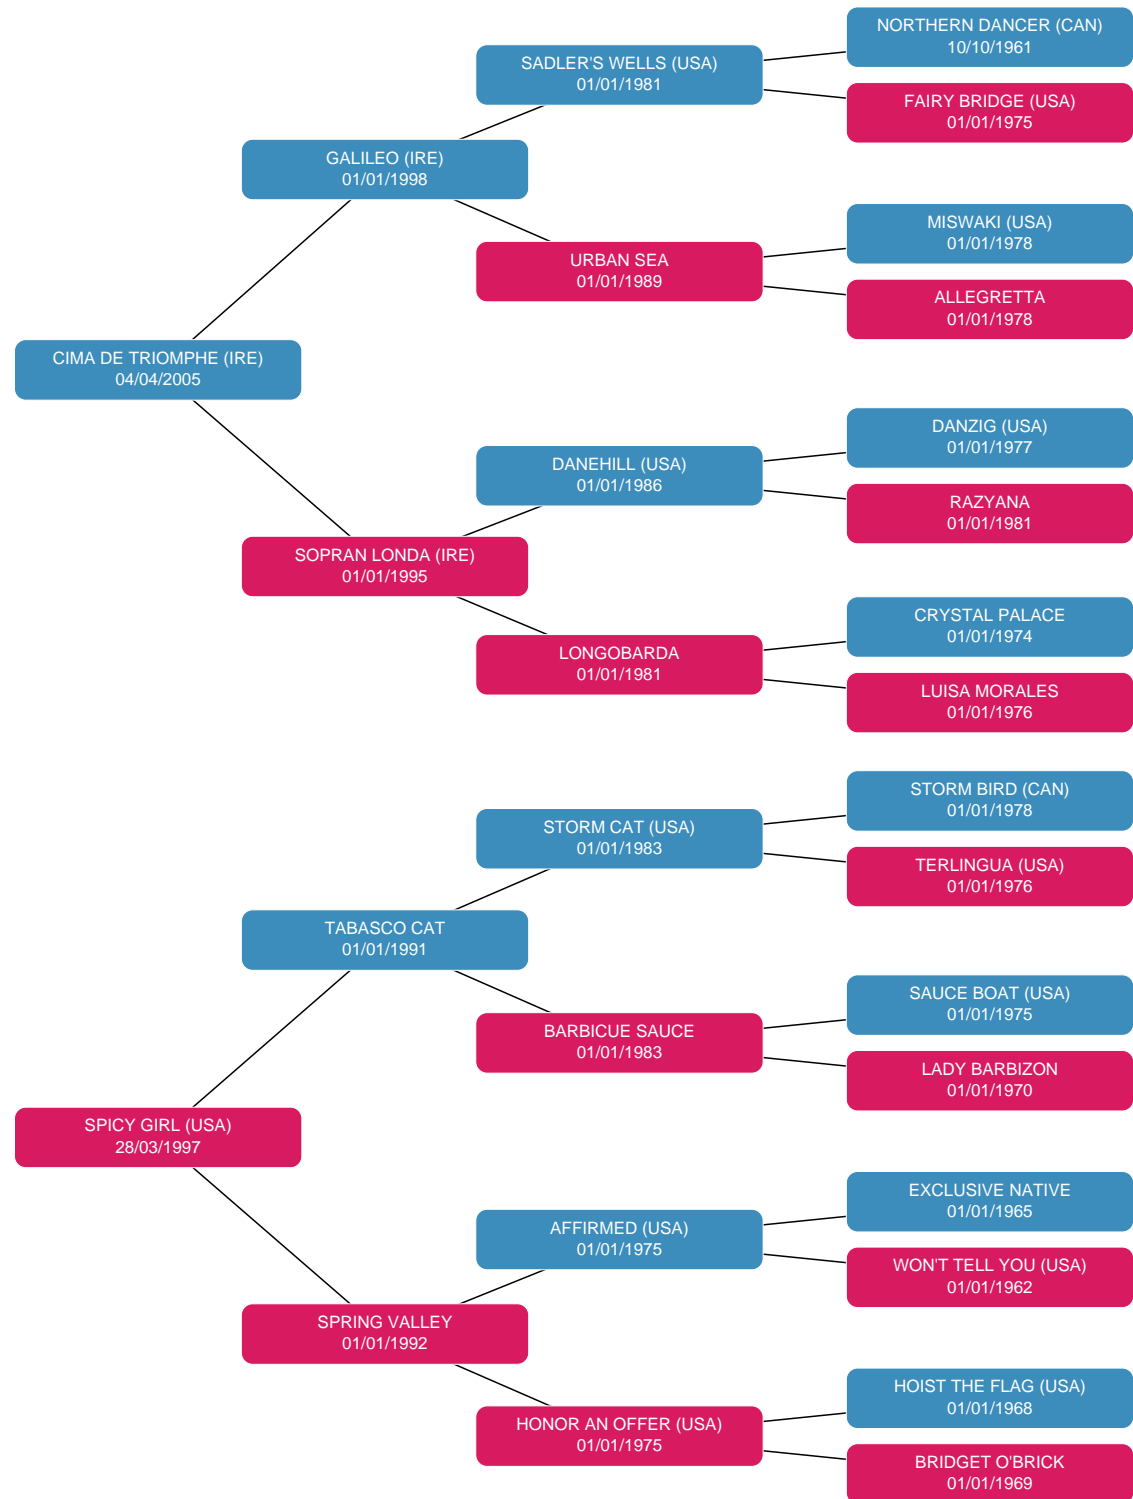 NORTHERN DANCER (CAN)
10/10/1961
SADLER'S WELLS (USA)
01/01/1981
FAIRY BRIDGE (USA)
01/01/1975
GALILEO (IRE)
01/01/1998
MISWAKI (USA)
01/01/1978
URBAN SEA
01/01/1989
ALLEGRETTA
01/01/1978
CIMA DE TRIOMPHE (IRE)
04/04/2005
DANZIG (USA)
01/01/1977
DANEHILL (USA)
01/01/1986
RAZYANA
01/01/1981
SOPRAN LONDA (IRE)
01/01/1995
CRYSTAL PALACE
01/01/1974
LONGOBARDA
01/01/1981
LUISA MORALES
01/01/1976
STORM BIRD (CAN)
01/01/1978
STORM CAT (USA)
01/01/1983
TERLINGUA (USA)
01/01/1976
TABASCO CAT
01/01/1991
SAUCE BOAT (USA)
01/01/1975
BARBICUE SAUCE
01/01/1983
LADY BARBIZON
01/01/1970
SPICY GIRL (USA)
28/03/1997
EXCLUSIVE NATIVE
01/01/1965
AFFIRMED (USA)
01/01/1975
WON'T TELL YOU (USA)
01/01/1962
SPRING VALLEY
01/01/1992
HOIST THE FLAG (USA)
01/01/1968
HONOR AN OFFER (USA)
01/01/1975
BRIDGET O'BRICK
01/01/1969